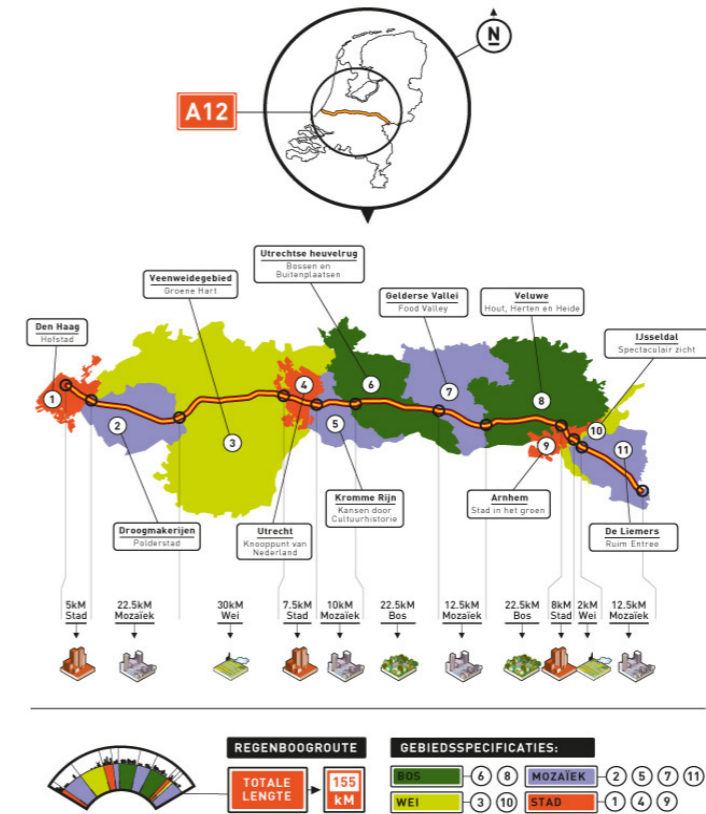 N
A12
Utrechtse heuvelrug
Bossen en
Buitenplaatsen
Veenweidegebied
Groene Hart
Gelderse Vallei
Food Valley
Veluwe
Hout, Herten en Heide
Den Haag
Hofstad
IJsseldal
Spectaculair zicht
1
2
3
4
5
6
7
8
9
10
11
Droogmakerijen
Polderstad
Utrecht
Knooppunt van
Nederland
Kromme Rijn
Kansen door
Cultuurhistorie
Arnhem
Stad in het groen
De Liemers
Ruim Entree
5kM
Stad
22.5kM
Mozaïek
30kM
Wei
7.5kM
Stad
10kM
Mozaïek
22.5kM
Bos
12.5kM
Mozaïek
22.5kM
Bos
8kM
Stad
2kM
Wei
12.5kM
Mozaïek
REGENBOOGROUTE
TOTALE
LENGTE
155
kM
GEBIEDSSPECIFICATIES:
BOS 6 8
MOZAÏEK 2 5 7 11
WEI 3 10
STAD 1 4 9